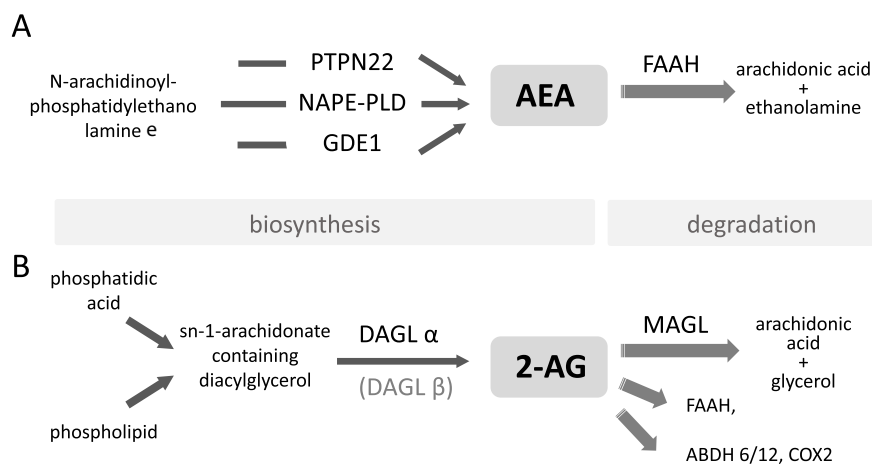 A
N-arachidinoyl-
phosphatidylethano
lamine e
PTPN22
NAPE-PLD
GDE1
AEA
FAAH
arachidonic acid
+
ethanolamine
biosynthesis
degradation
B
phosphatidic
acid
phospholipid
sn-1-arachidonate
containing
diacylglycerol
DAGL α
(DAGL β)
2-AG
MAGL
arachidonic
acid
+
glycerol
FAAH,
ABDH 6/12, COX2